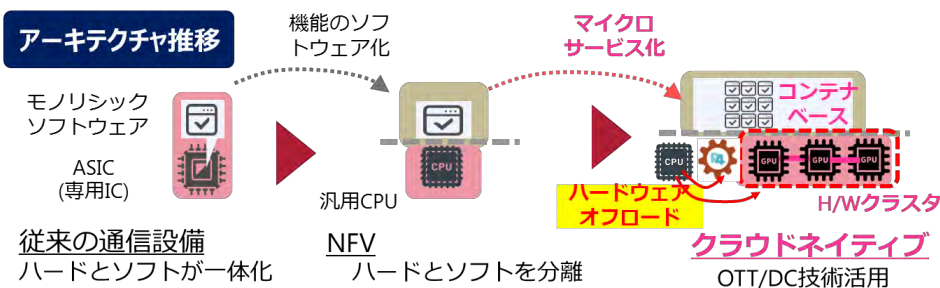 アーキテクチャ推移
機能のソフ
トウェア化
マイクロ
サービス化
モノリシック
ソフトウェア
ASIC
(専用IC)
CPU
汎用CPU
コンテナ
ベース
CPU
P4
GPU
GPU
GPU
ハードウェア
オフロード
H/Wクラスタ
従来の通信設備
ハードとソフトが一体化
NFV
ハードとソフトを分離
クラウドネイティブ
OTT/DC技術活用